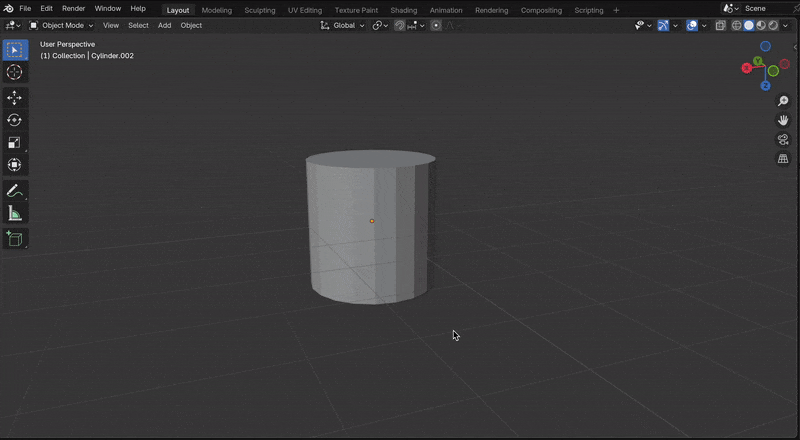 File Edit Render Window Help Layout Modeling Sculpting UV Editing Texture Paint Shading Animation Rendering Compositing Scripting + Scene
Object Mode View Select Add Object Global
User Perspective
(1) Collection | Cylinder.002
X Y Z